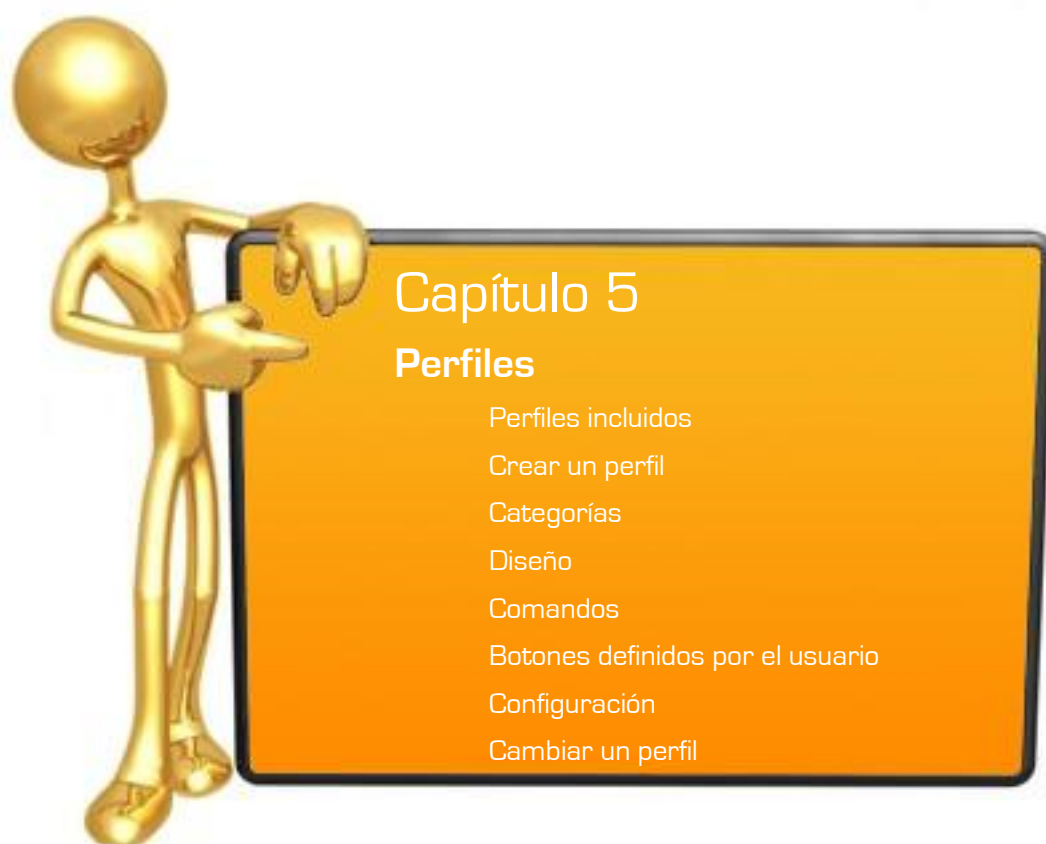 Capítulo 5
Perfiles
Perfiles incluidos
Crear un perfil
Categorías
Diseño
Comandos
Botones definidos por el usuario
Configuración
Cambiar un perfil